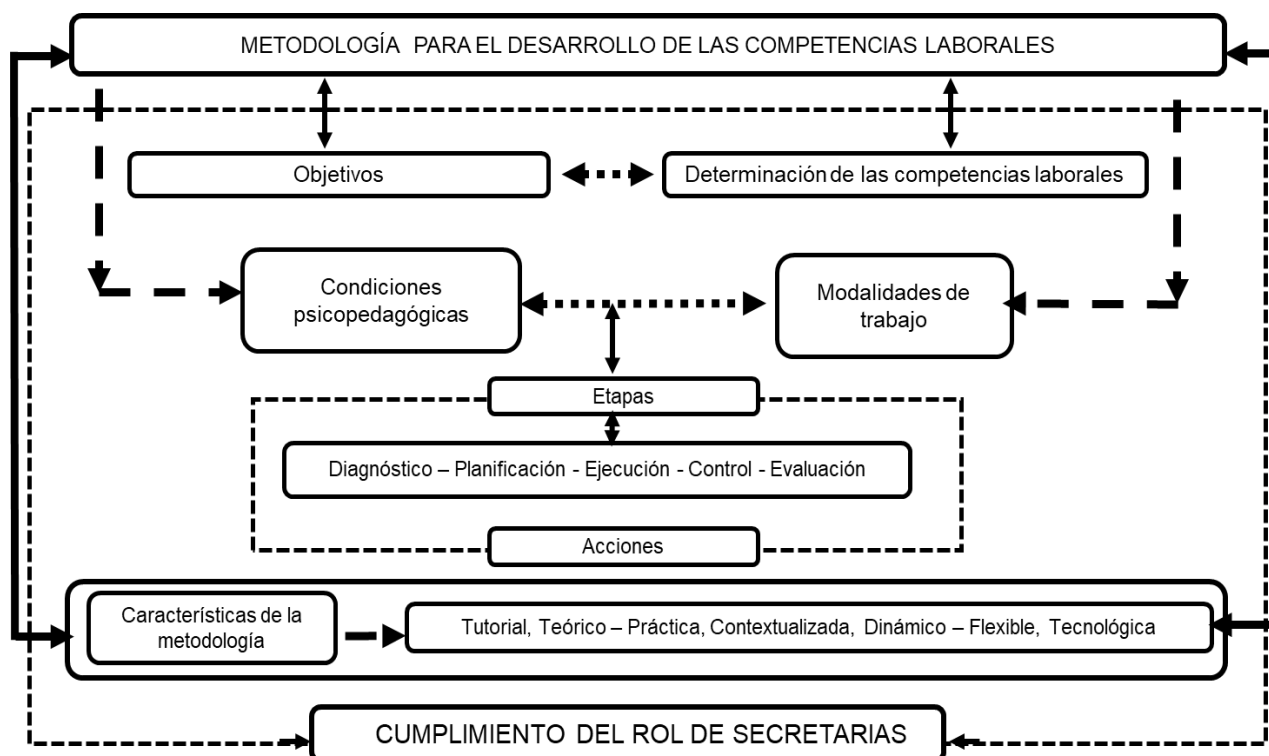 METODOLOGÍA PARA EL DESARROLLO DE LAS COMPETENCIAS LABORALES
Objetivos
Determinación de las competencias laborales
Condiciones
psicopedagógicas
Modalidades de
trabajo
Etapas
Diagnóstico – Planificación - Ejecución - Control - Evaluación
Acciones
Características de la
metodología
Tutorial, Teórico – Práctica, Contextualizada, Dinámico – Flexible, Tecnológica
CUMPLIMIENTO DEL ROL DE SECRETARIAS